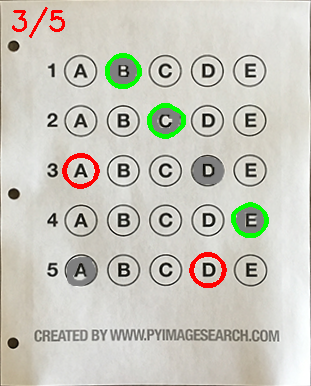 3/5
1 A B C D E
2 A B C D E
3 A B C D E
4 A B C D E
5 A B C D E
CREATED BY WWW.PYIMAGESEARCH.COM